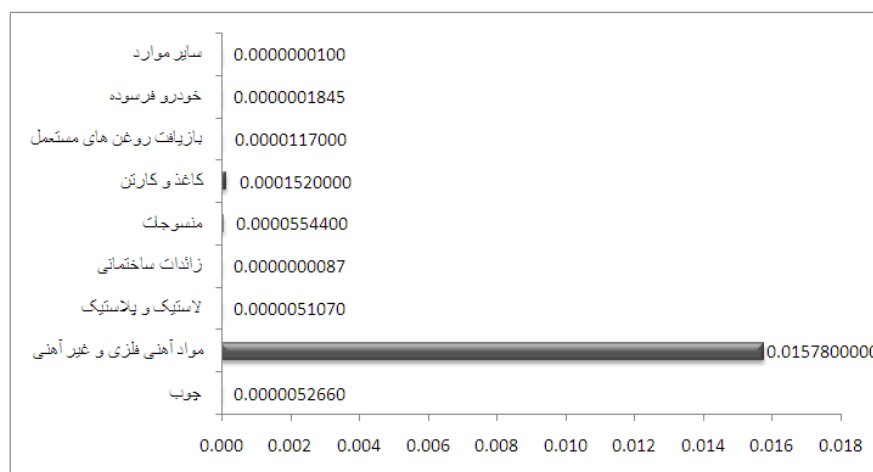 سایر موارد 0.0000000100
خودرو فرسوده 0.0000001845
بازیافت روغن های مستعمل 0.0000117000
کاغذ و کارتن 0.0001520000
منسوجات 0.0000554400
زائدات ساختمانی 0.0000000087
لاستیک و پلاستیک 0.0000051070
مواد آهنی فلزی و غیر آهنی 0.0157800000
چوب 0.0000052660
0.000 0.002 0.004 0.006 0.008 0.010 0.012 0.014 0.016 0.018